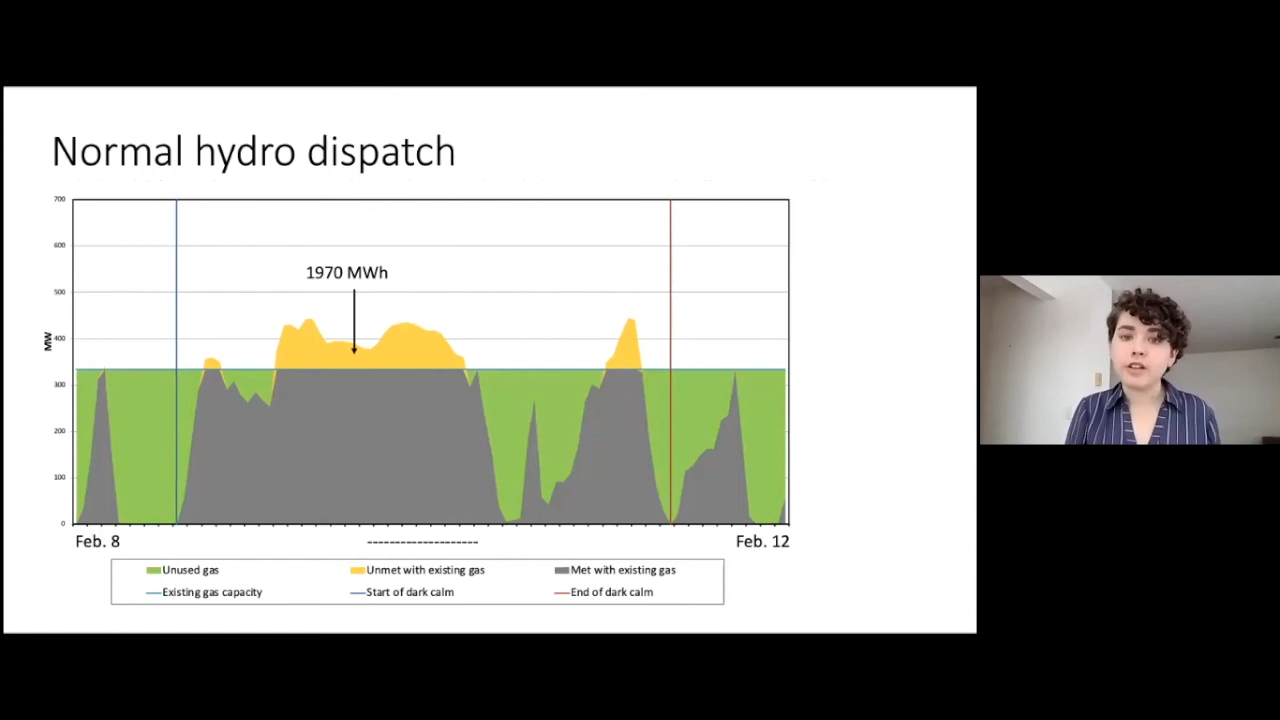 Normal hydro dispatch
700
600
500
400
300
200
100
0
MW
1970 MWh
Feb. 8 ------------------- Feb. 12
Unused gas Unmet with existing gas Met with existing gas
Existing gas capacity Start of dark calm End of dark calm